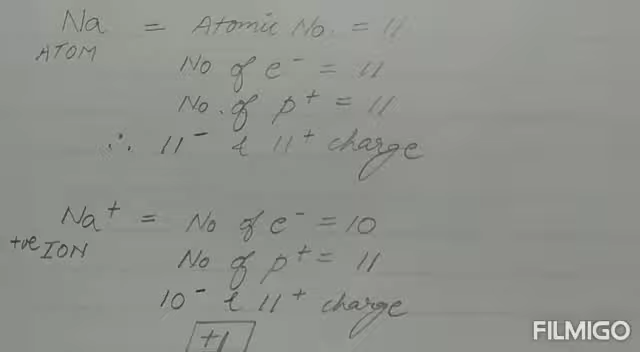 Na = Atomic No. = 11
ATOM
No of e⁻ = 11
No. of p⁺ = 11
∴ 11⁻ & 11⁺ charge
Na⁺ = No of e⁻ = 10
+ve ION
No of p⁺ = 11
10⁻ & 11⁺ charge
+1
FILMIGO